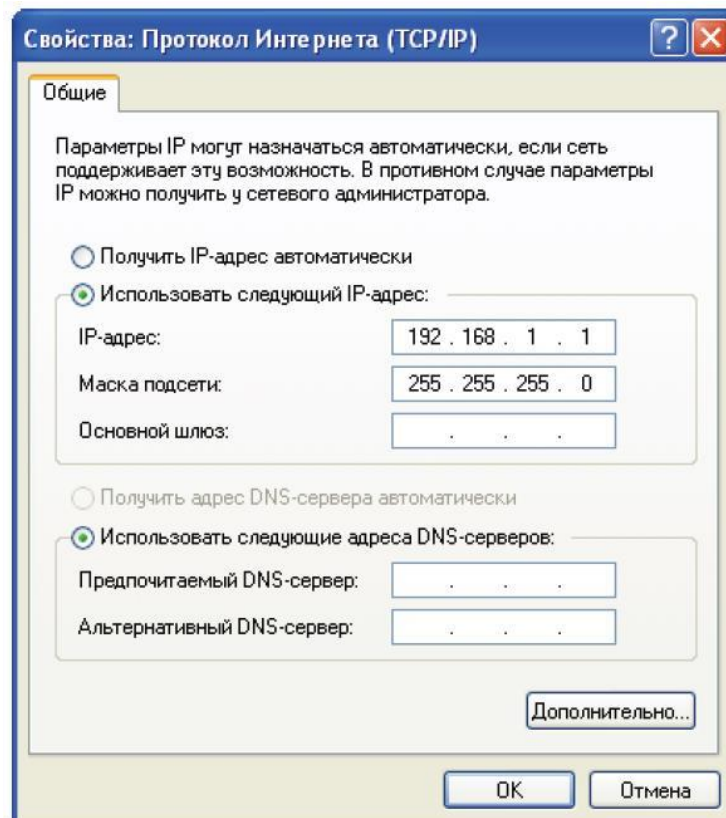 Свойства: Протокол Интернета (TCP/IP)
Общие
Параметры IP могут назначаться автоматически, если сеть
поддерживает эту возможность. В противном случае параметры
IP можно получить у сетевого администратора.
Получить IP-адрес автоматически
Использовать следующий IP-адрес:
IP-адрес: 192 . 168 . 1 . 1
Маска подсети: 255 . 255 . 255 . 0
Основной шлюз: . . .
Получить адрес DNS-сервера автоматически
Использовать следующие адреса DNS-серверов:
Предпочитаемый DNS-сервер: . . .
Альтернативный DNS-сервер: . . .
Дополнительно...
OK Отмена